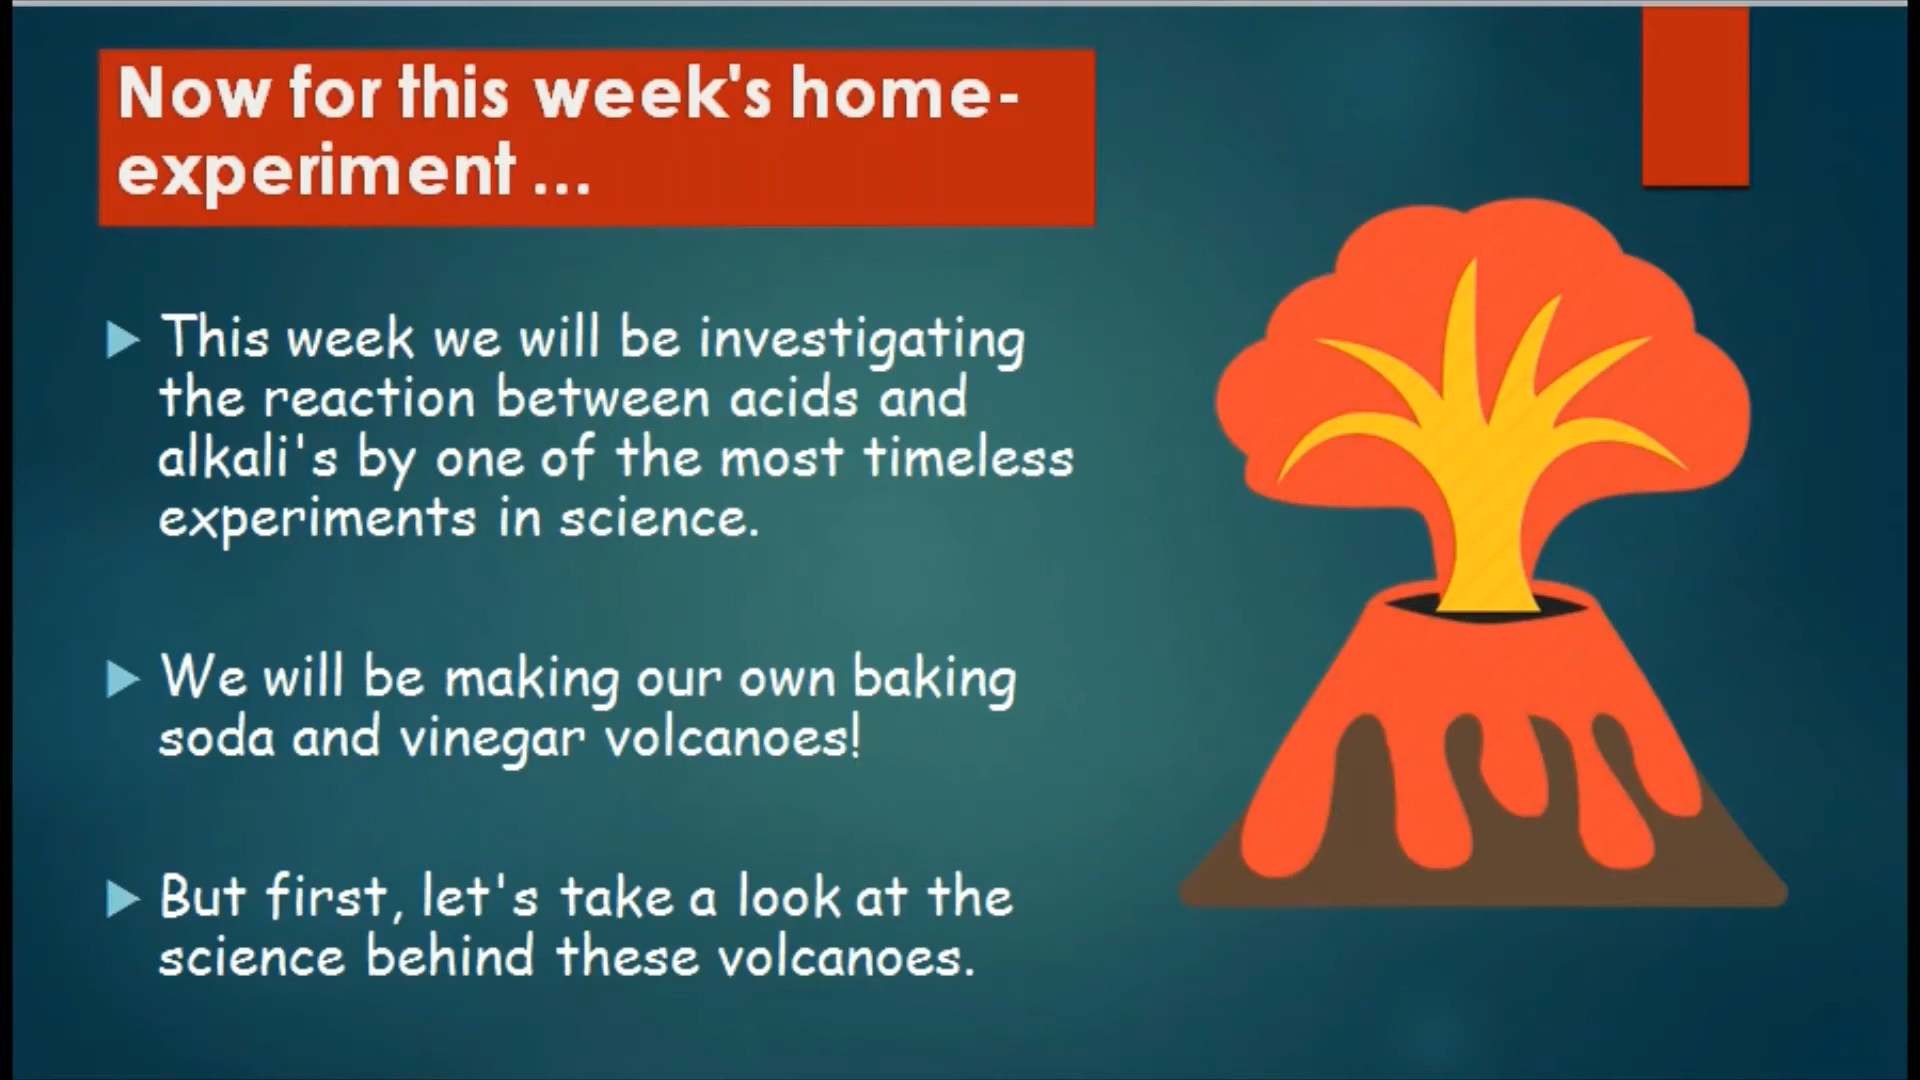 Now for this week's home-
experiment ...
This week we will be investigating
the reaction between acids and
alkali's by one of the most timeless
experiments in science.
We will be making our own baking
soda and vinegar volcanoes!
But first, let's take a look at the
science behind these volcanoes.